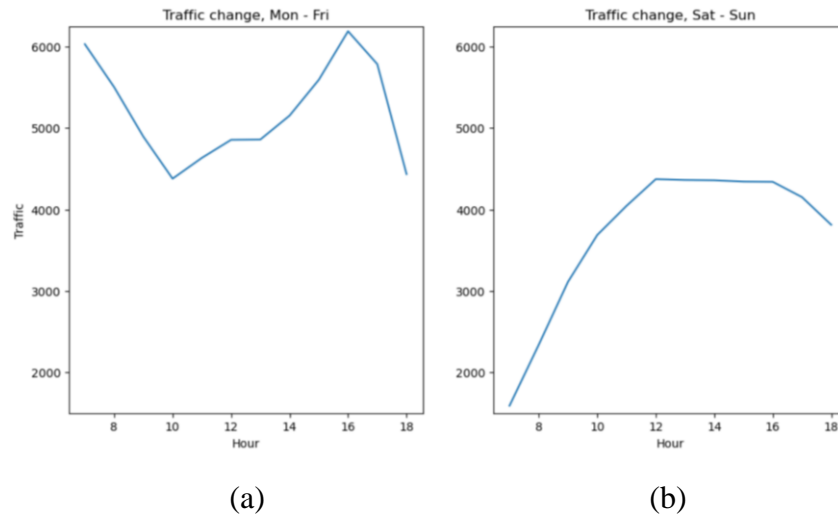 Traffic change, Mon - Fri
6000
5000
4000
3000
2000
Traffic
8 10 12 14 16 18
Hour
(a)
Traffic change, Sat - Sun
6000
5000
4000
3000
2000
8 10 12 14 16 18
Hour
(b)